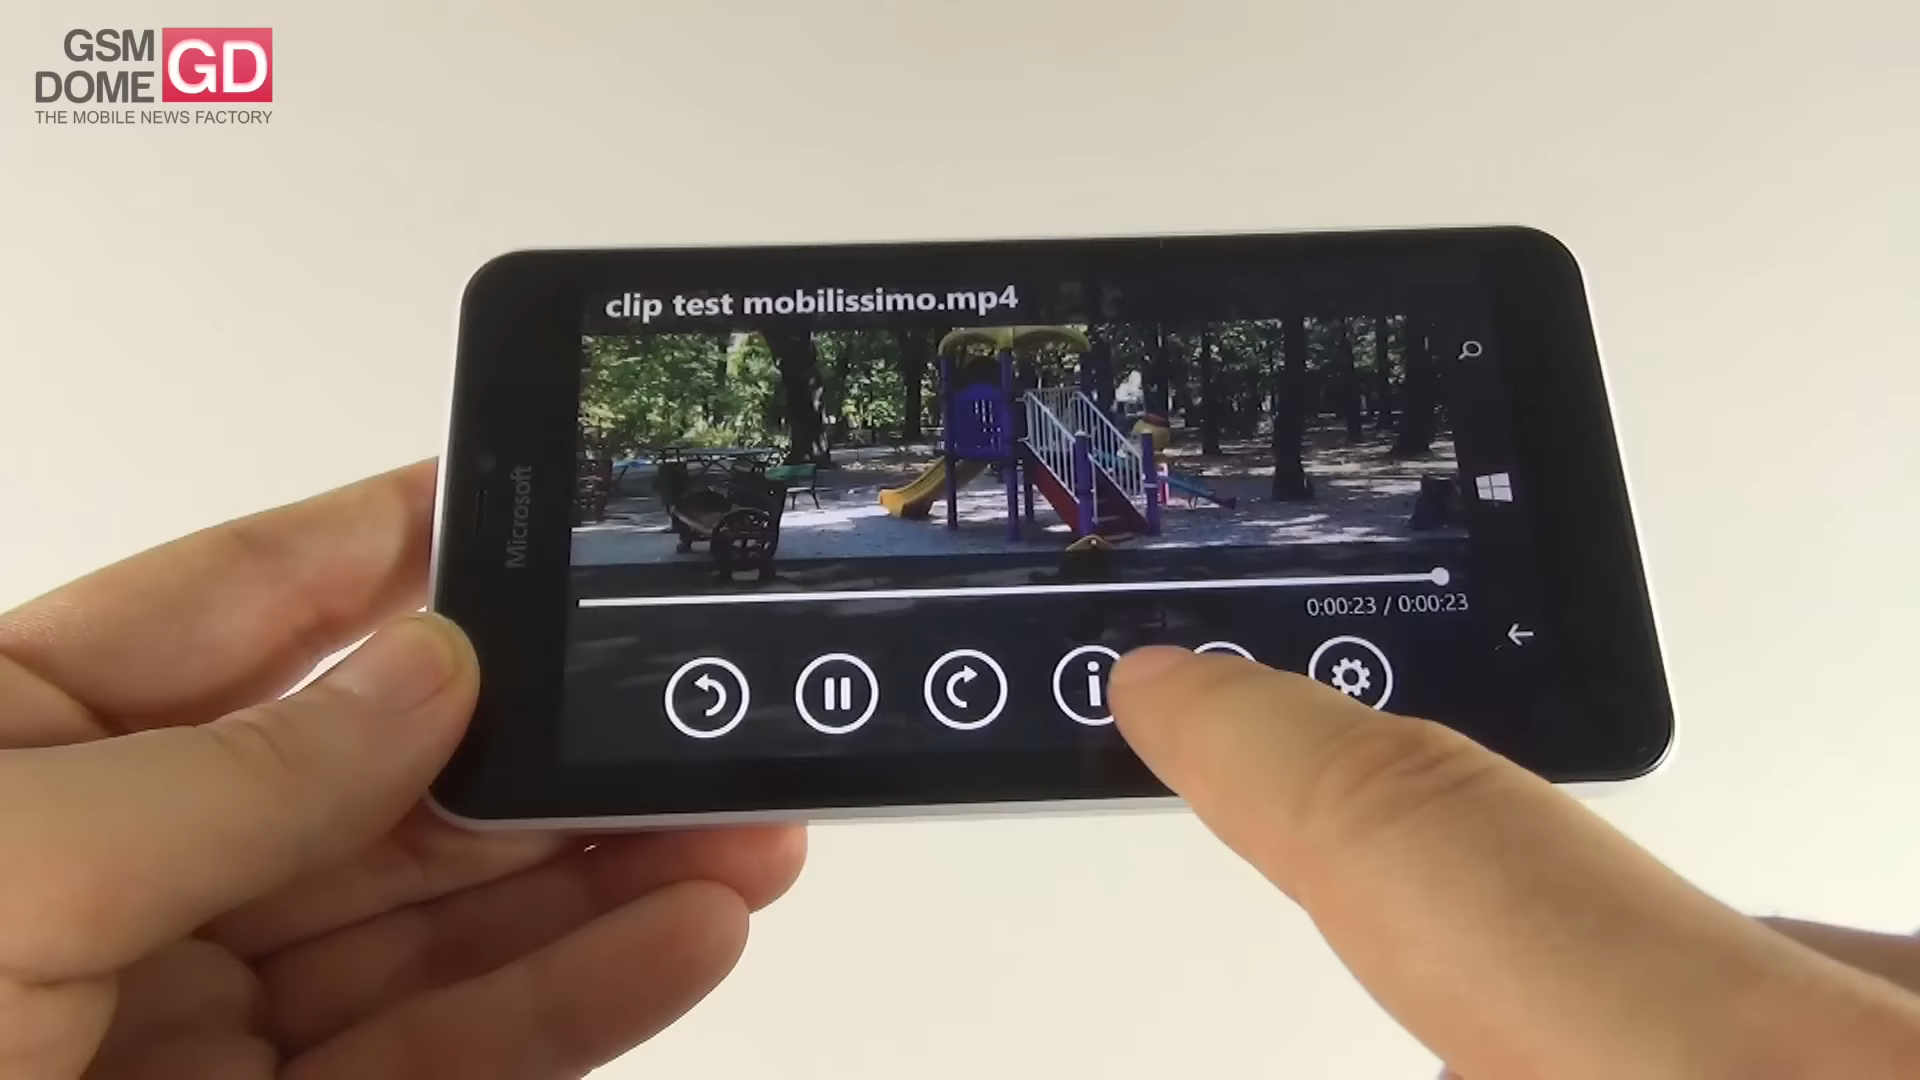 GSM
DOME
GD
THE MOBILE NEWS FACTORY
clip test mobilissimo.mp4
Microsoft
0:00:23 / 0:00:23
i